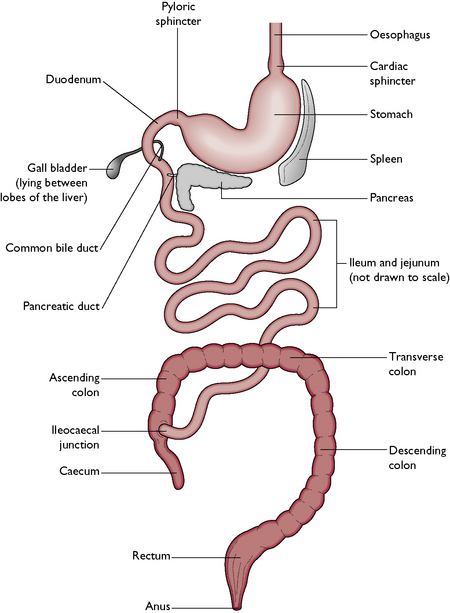 Pyloric
sphincter
Oesophagus
Cardiac
sphincter
Duodenum
Stomach
Gall bladder
(lying between
lobes of the liver)
Spleen
Pancreas
Common bile duct
Ileum and jejunum
(not drawn to scale)
Pancreatic duct
Transverse
colon
Ascending
colon
Ileocaecal
junction
Descending
colon
Caecum
Rectum
Anus